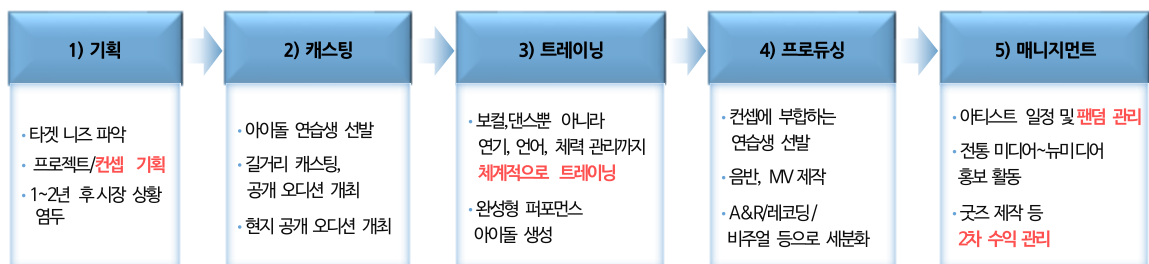 1) 기획
· 타겟 니즈 파악
· 프로젝트/컨셉 기획
· 1~2년 후 시장 상황
염두
2) 캐스팅
· 아이돌 연습생 선발
· 길거리 캐스팅,
공개 오디션 개최
· 현지 공개 오디션 개최
3) 트레이닝
· 보컬,댄스뿐 아니라
연기, 언어, 체력 관리까지
체계적으로 트레이닝
· 완성형 퍼포먼스
아이돌 생성
4) 프로듀싱
· 컨셉에 부합하는
연습생 선발
· 음반, MV 제작
· A&R/레코딩/
비주얼 등으로 세분화
5) 매니지먼트
· 아티스트 일정 및 팬덤 관리
· 전통 미디어~뉴미디어
홍보 활동
· 굿즈 제작 등
2차 수익 관리